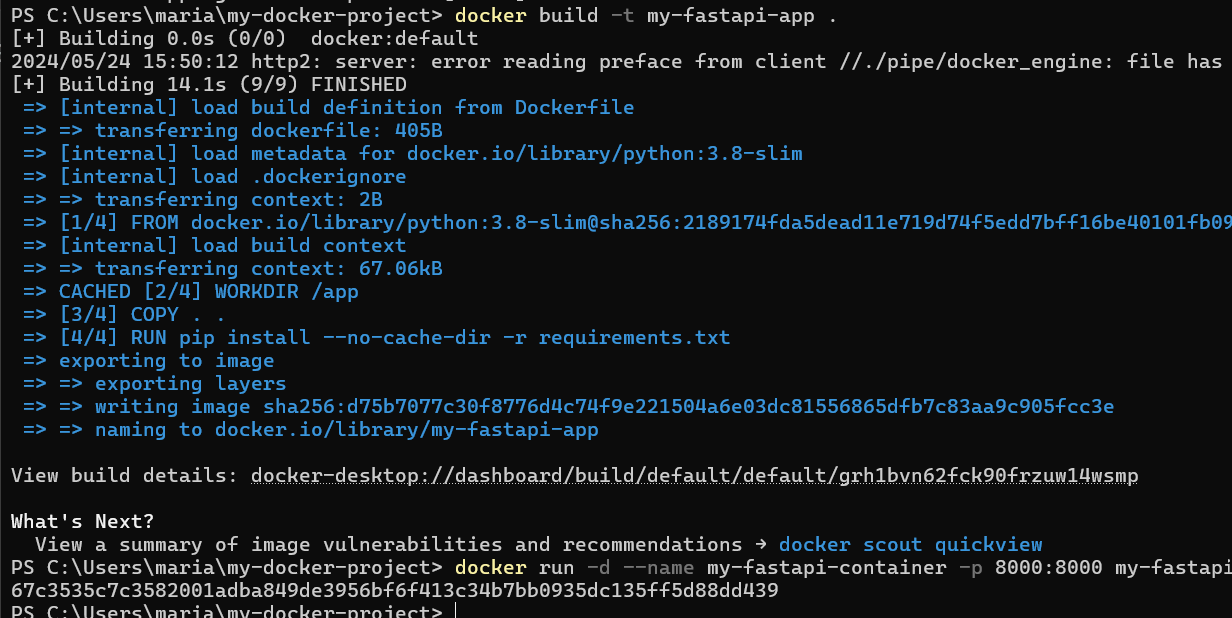 PS C:\Users\maria\my-docker-project> docker build -t my-fastapi-app .
[+] Building 0.0s (0/0)  docker:default
2024/05/24 15:50:12 http2: server: error reading preface from client //./pipe/docker_engine: file has
[+] Building 14.1s (9/9) FINISHED
=> [internal] load build definition from Dockerfile
=> => transferring dockerfile: 405B
=> [internal] load metadata for docker.io/library/python:3.8-slim
=> [internal] load .dockerignore
=> => transferring context: 2B
=> [1/4] FROM docker.io/library/python:3.8-slim@sha256:2189174fda5dead11e719d74f5edd7bff16be40101fb09
=> [internal] load build context
=> => transferring context: 67.06kB
=> CACHED [2/4] WORKDIR /app
=> [3/4] COPY . .
=> [4/4] RUN pip install --no-cache-dir -r requirements.txt
=> exporting to image
=> => exporting layers
=> => writing image sha256:d75b7077c30f8776d4c74f9e221504a6e03dc81556865dfb7c83aa9c905fcc3e
=> => naming to docker.io/library/my-fastapi-app
View build details: docker-desktop://dashboard/build/default/default/grh1bvn62fck90frzuw14wsmp
What's Next?
View a summary of image vulnerabilities and recommendations → docker scout quickview
PS C:\Users\maria\my-docker-project> docker run -d --name my-fastapi-container -p 8000:8000 my-fastapi
67c3535c7c3582001adba849de3956bf6f413c34b7bb0935dc135ff5d88dd439
PS C:\Users\maria\my-docker-project>